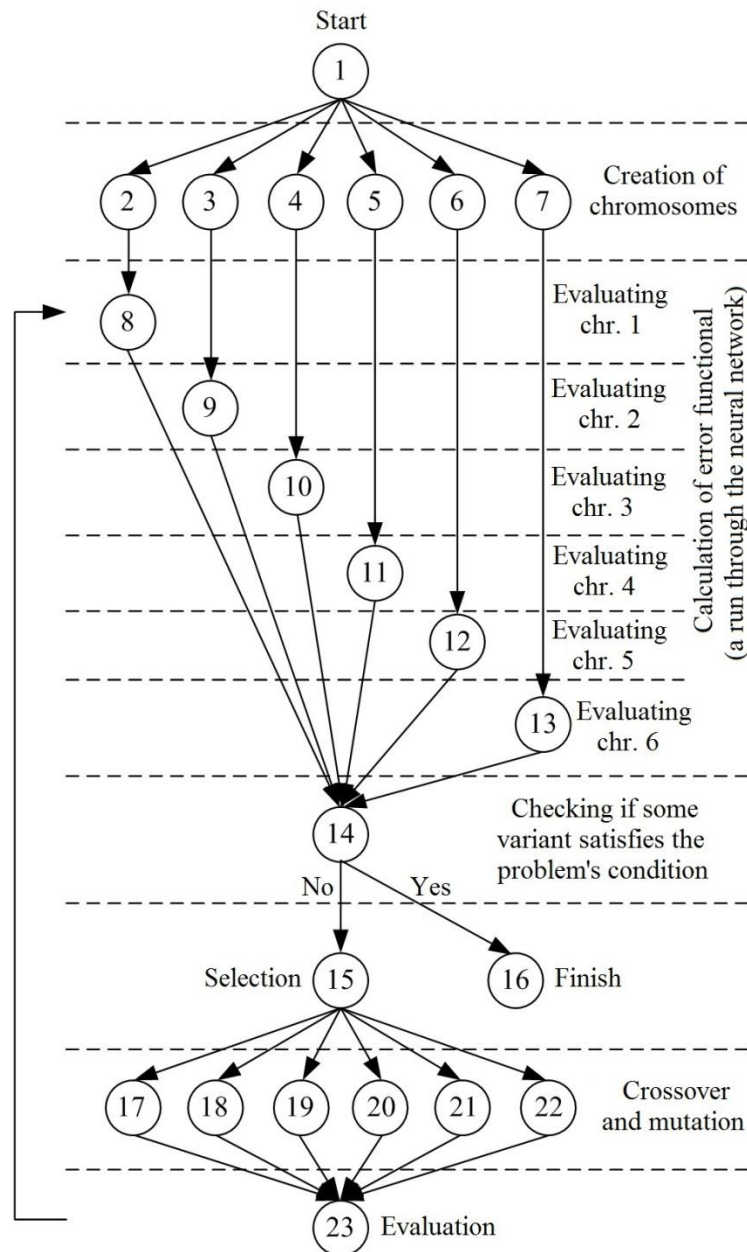 Start
1
2 3 4 5 6 7
Creation of
chromosomes
8
Evaluating
chr. 1
9
Evaluating
chr. 2
10
Evaluating
chr. 3
11
Evaluating
chr. 4
12
Evaluating
chr. 5
13
Evaluating
chr. 6
Calculation of error functional
(a run through the neural network)
14
Checking if some
variant satisfies the
problem's condition
No Yes
Selection 15 16 Finish
17 18 19 20 21 22
Crossover
and mutation
23 Evaluation